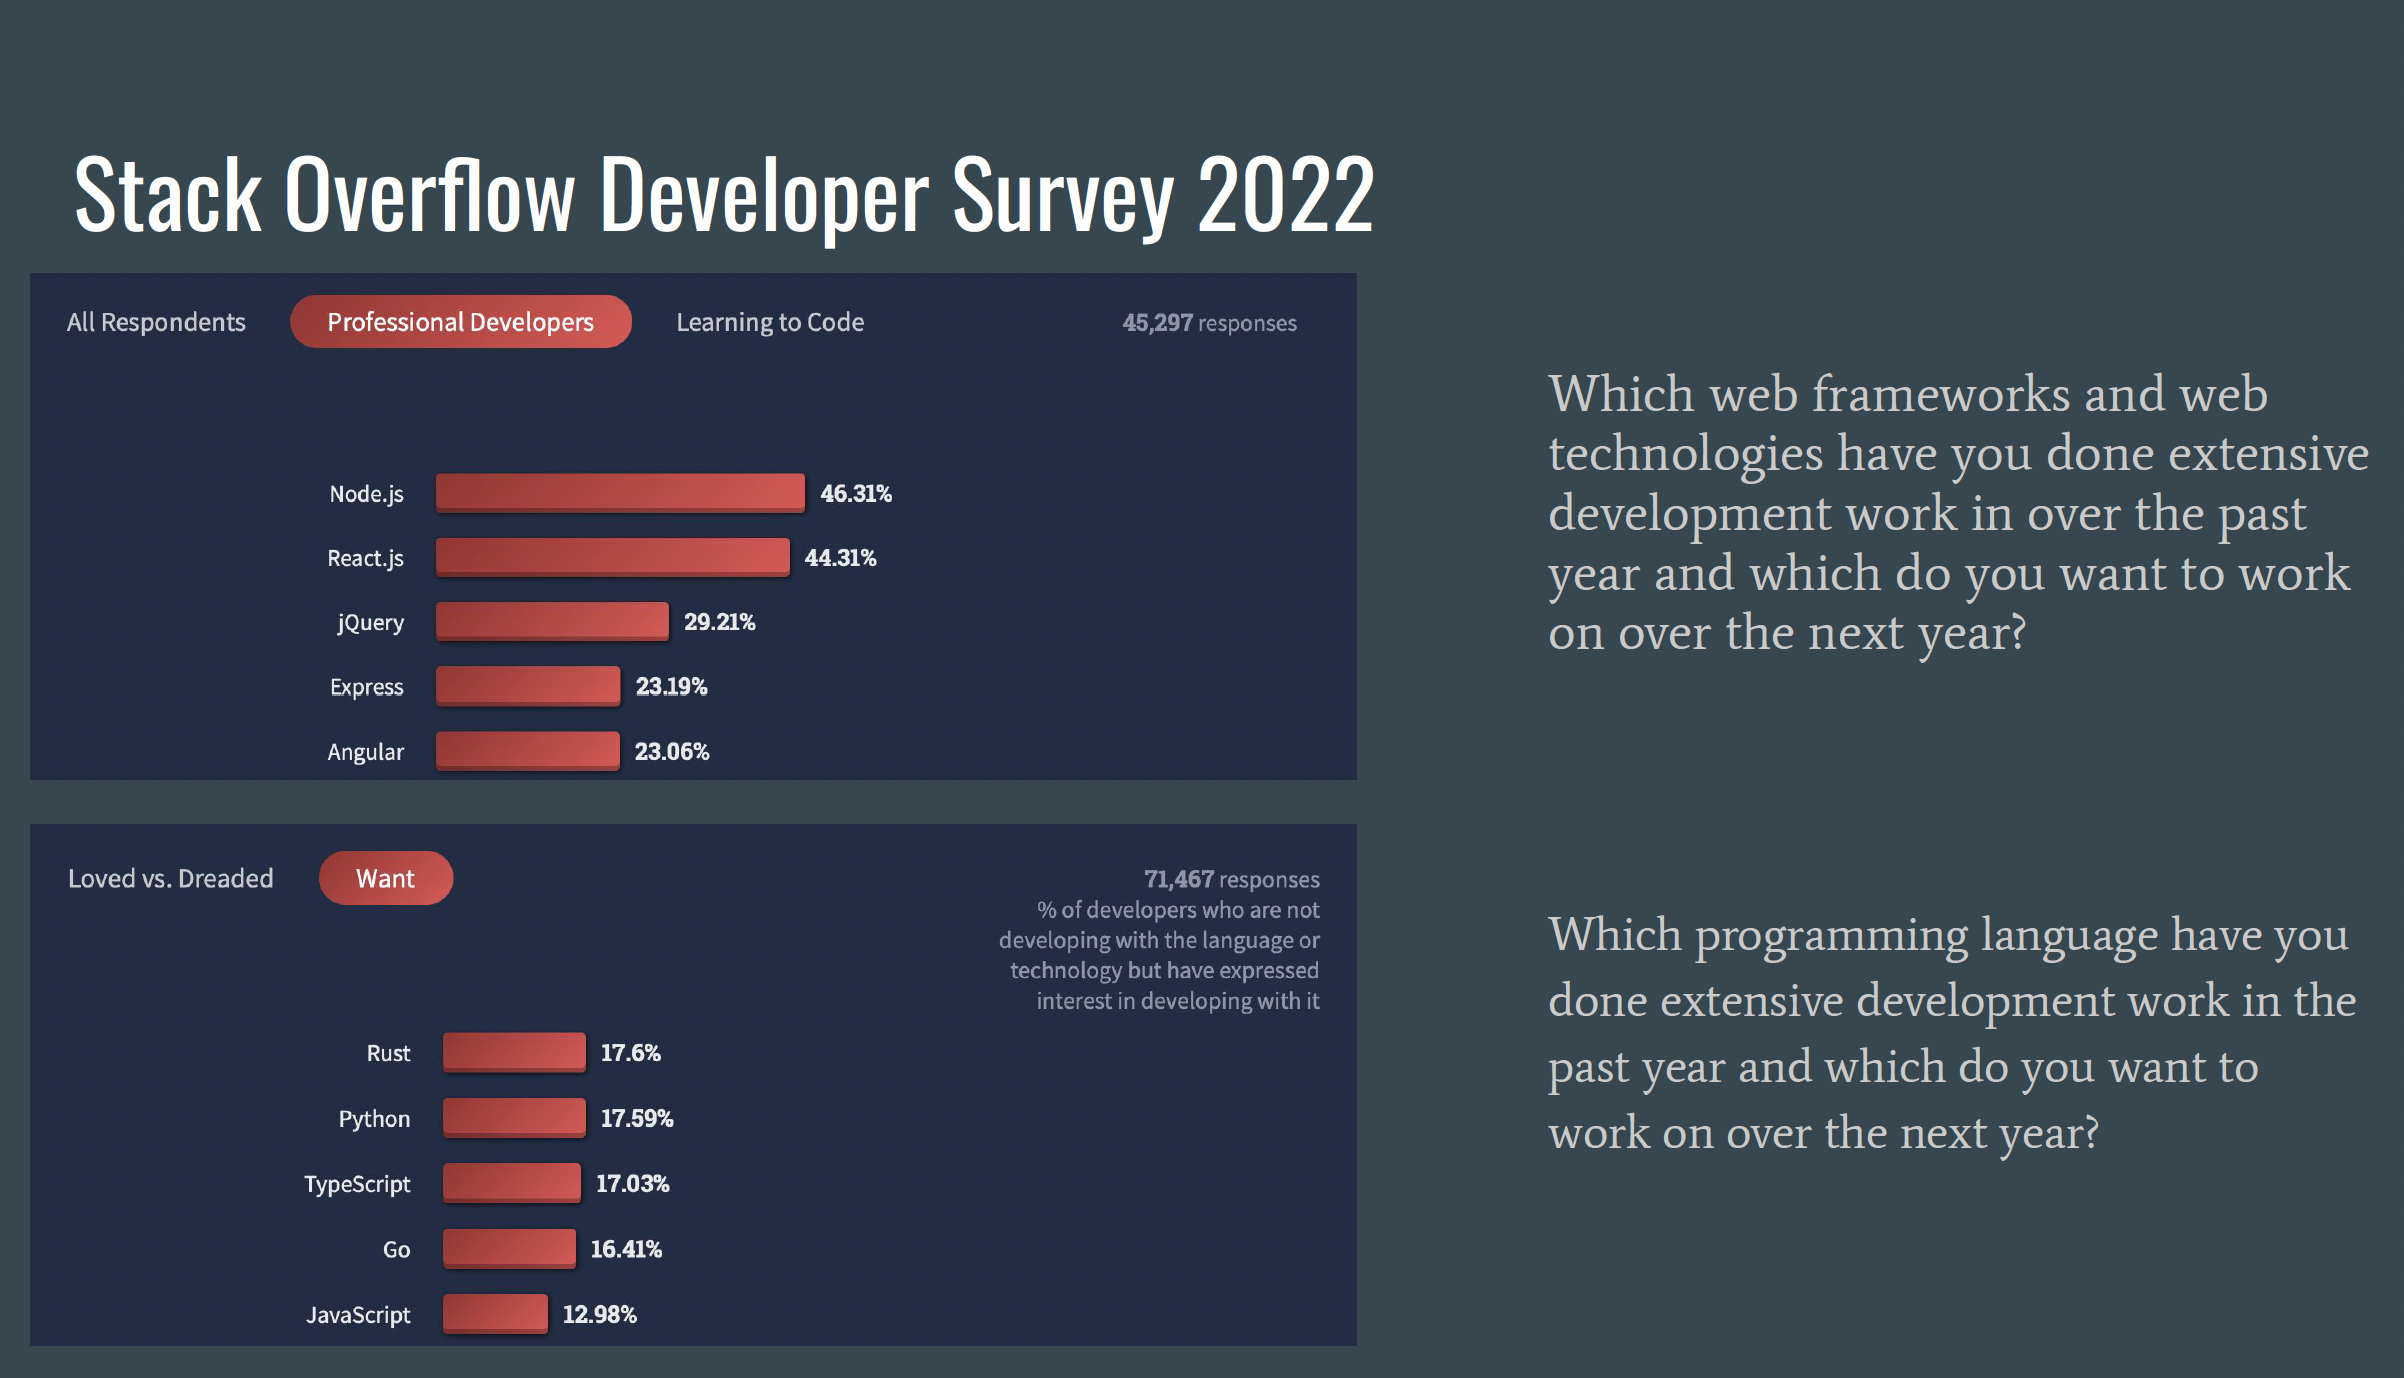 Stack Overflow Developer Survey 2022
All Respondents Professional Developers Learning to Code 45,297 responses
Node.js 46.31%
React.js 44.31%
jQuery 29.21%
Express 23.19%
Angular 23.06%
Which web frameworks and web
technologies have you done extensive
development work in over the past
year and which do you want to work
on over the next year?
Loved vs. Dreaded Want 71,467 responses
% of developers who are not
developing with the language or
technology but have expressed
interest in developing with it
Rust 17.6%
Python 17.59%
TypeScript 17.03%
Go 16.41%
JavaScript 12.98%
Which programming language have you
done extensive development work in the
past year and which do you want to
work on over the next year?